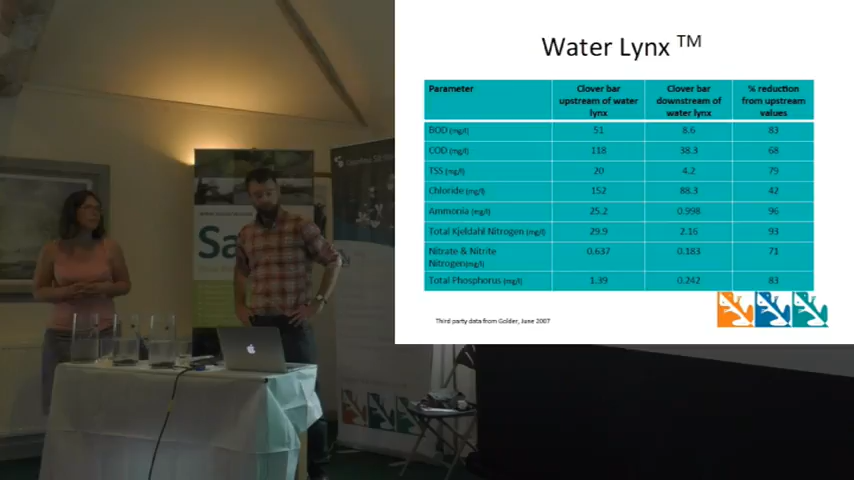 Water Lynx ™
Parameter
Clover bar
upstream of water
lynx
Clover bar
downstream of
water lynx
% reduction
from upstream
values
BOD (mg/l) 51 8.6 83
COD (mg/l) 118 38.3 68
TSS (mg/l) 20 4.2 79
Chloride (mg/l) 152 88.3 42
Ammonia (mg/l) 25.2 0.998 96
Total Kjeldahl Nitrogen (mg/l) 29.9 2.16 93
Nitrate & Nitrite 0.637 0.183 71
Nitrogen(mg/l)
Total Phosphorus (mg/l) 1.39 0.242 83
Third party data from Golder, June 2007